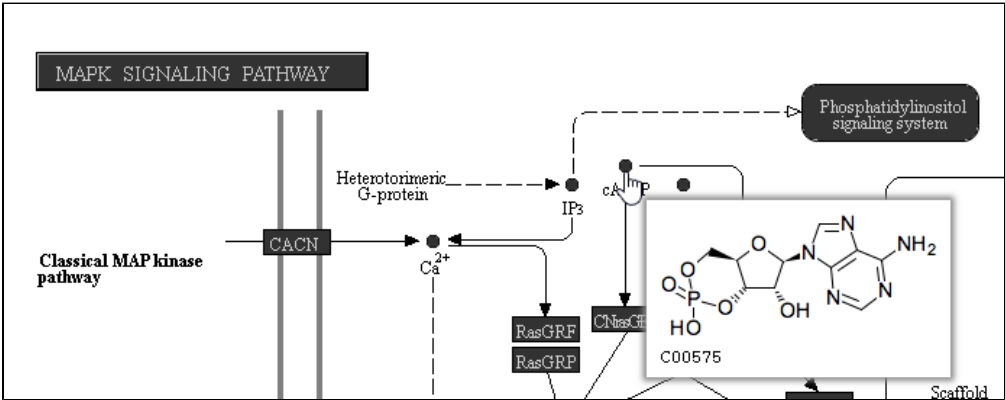 MAPK SIGNALING PATHWAY
Phosphatidylinositol
signaling system
Heterotorimeric
G-protein
IP3
CACN
Ca2+
Classical MAP kinase
pathway
RasGRF
RasGRP
O
N
N
N
N
NH2
O
O
P
O
HO
OH
C00575
Scaffold